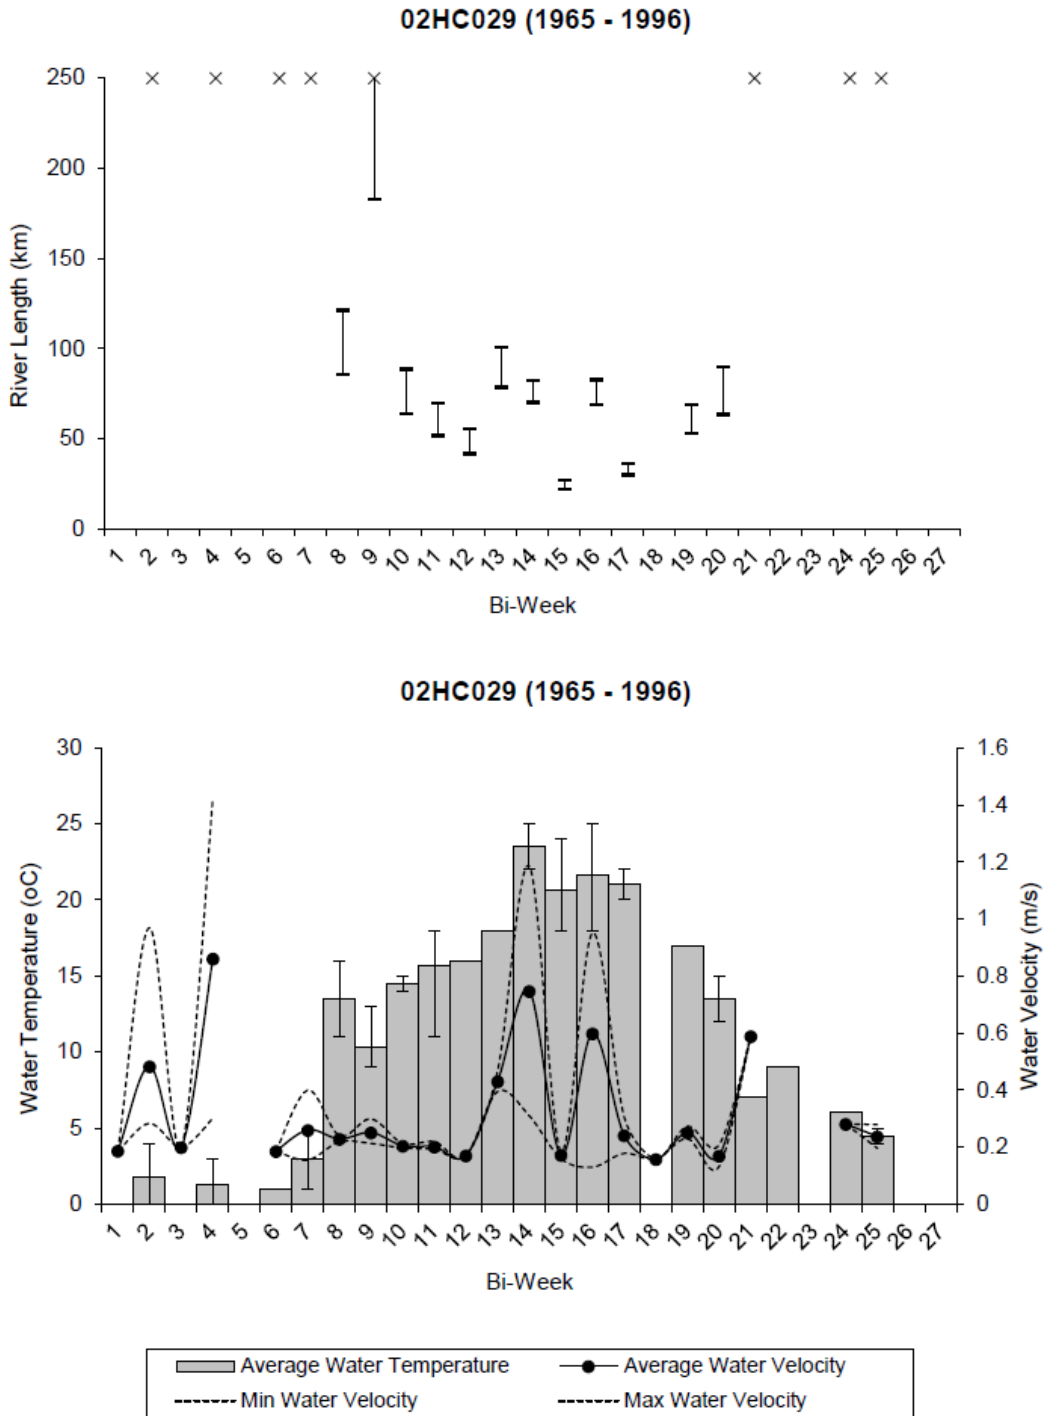 02HC029 (1965 - 1996)
250
200
150
100
50
0
River Length (km)
1 2 3 4 5 6 7 8 9 10 11 12 13 14 15 16 17 18 19 20 21 22 23 24 25 26 27
Bi-Week
02HC029 (1965 - 1996)
30
25
20
15
10
5
0
Water Temperature (oC)
1.6
1.4
1.2
1
0.8
0.6
0.4
0.2
0
Water Velocity (m/s)
1 2 3 4 5 6 7 8 9 10 11 12 13 14 15 16 17 18 19 20 21 22 23 24 25 26 27
Bi-Week
Average Water Temperature
Average Water Velocity
Min Water Velocity
Max Water Velocity